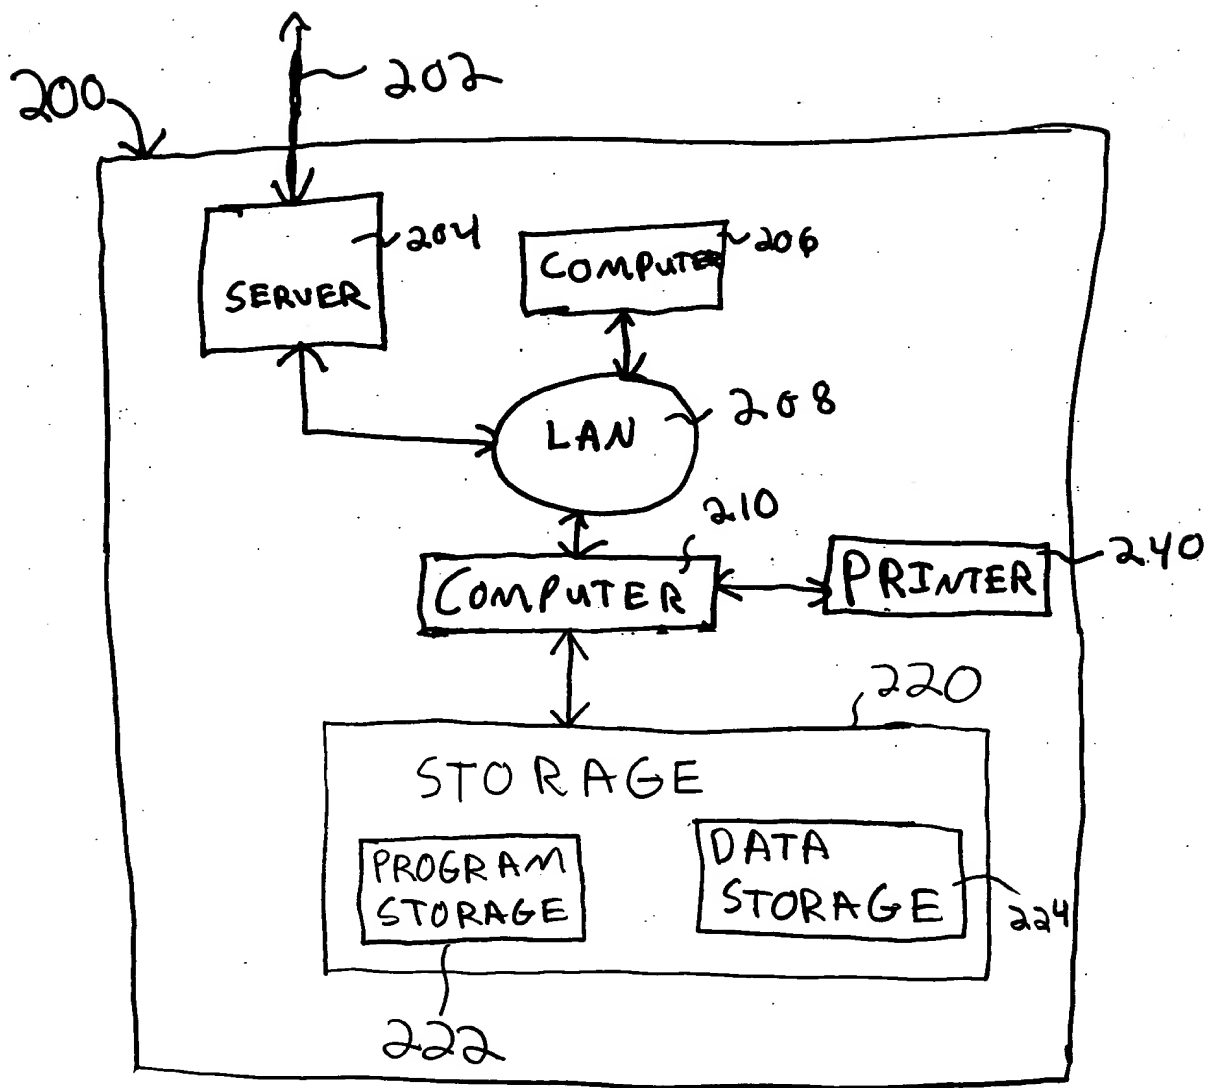 202
200
204
SERVER
206
COMPUTER
208
LAN
210
COMPUTER
240
PRINTER
220
STORAGE
PROGRAM
STORAGE
DATA
STORAGE
224
222